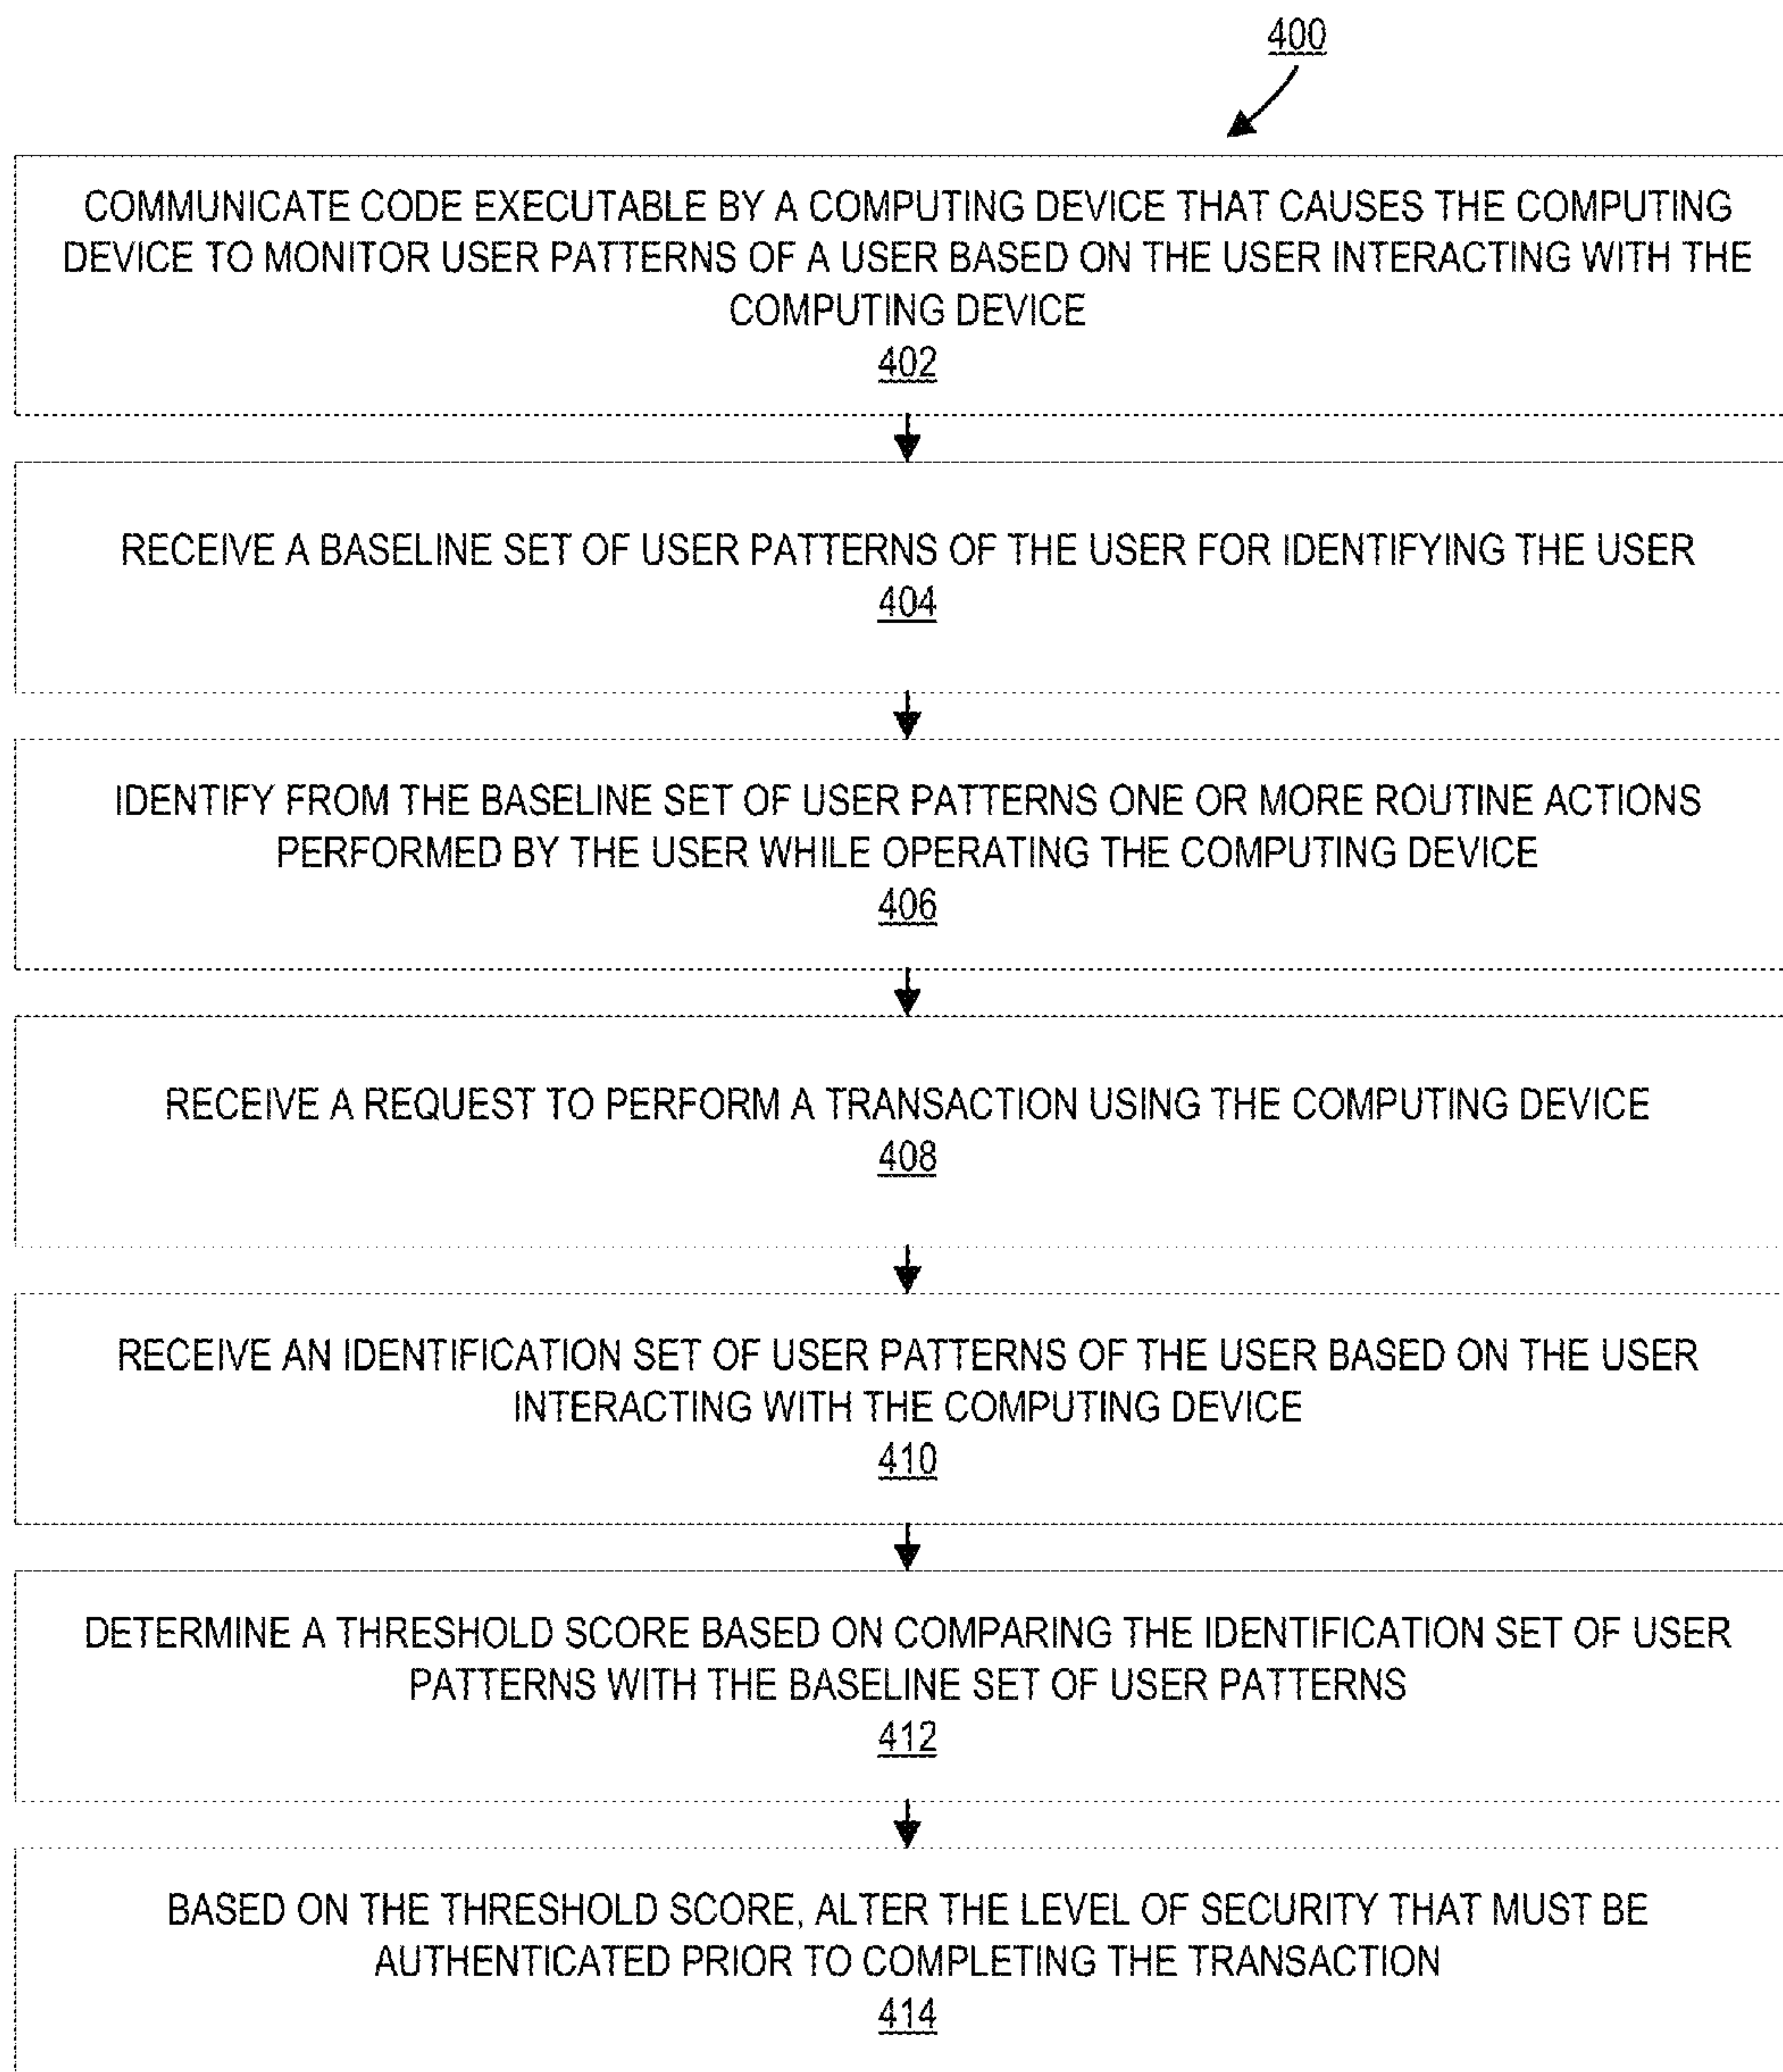 400
COMMUNICATE CODE EXECUTABLE BY A COMPUTING DEVICE THAT CAUSES THE COMPUTING
DEVICE TO MONITOR USER PATTERNS OF A USER BASED ON THE USER INTERACTING WITH THE
COMPUTING DEVICE
402
RECEIVE A BASELINE SET OF USER PATTERNS OF THE USER FOR IDENTIFYING THE USER
404
IDENTIFY FROM THE BASELINE SET OF USER PATTERNS ONE OR MORE ROUTINE ACTIONS
PERFORMED BY THE USER WHILE OPERATING THE COMPUTING DEVICE
406
RECEIVE A REQUEST TO PERFORM A TRANSACTION USING THE COMPUTING DEVICE
408
RECEIVE AN IDENTIFICATION SET OF USER PATTERNS OF THE USER BASED ON THE USER
INTERACTING WITH THE COMPUTING DEVICE
410
DETERMINE A THRESHOLD SCORE BASED ON COMPARING THE IDENTIFICATION SET OF USER
PATTERNS WITH THE BASELINE SET OF USER PATTERNS
412
BASED ON THE THRESHOLD SCORE, ALTER THE LEVEL OF SECURITY THAT MUST BE
AUTHENTICATED PRIOR TO COMPLETING THE TRANSACTION
414